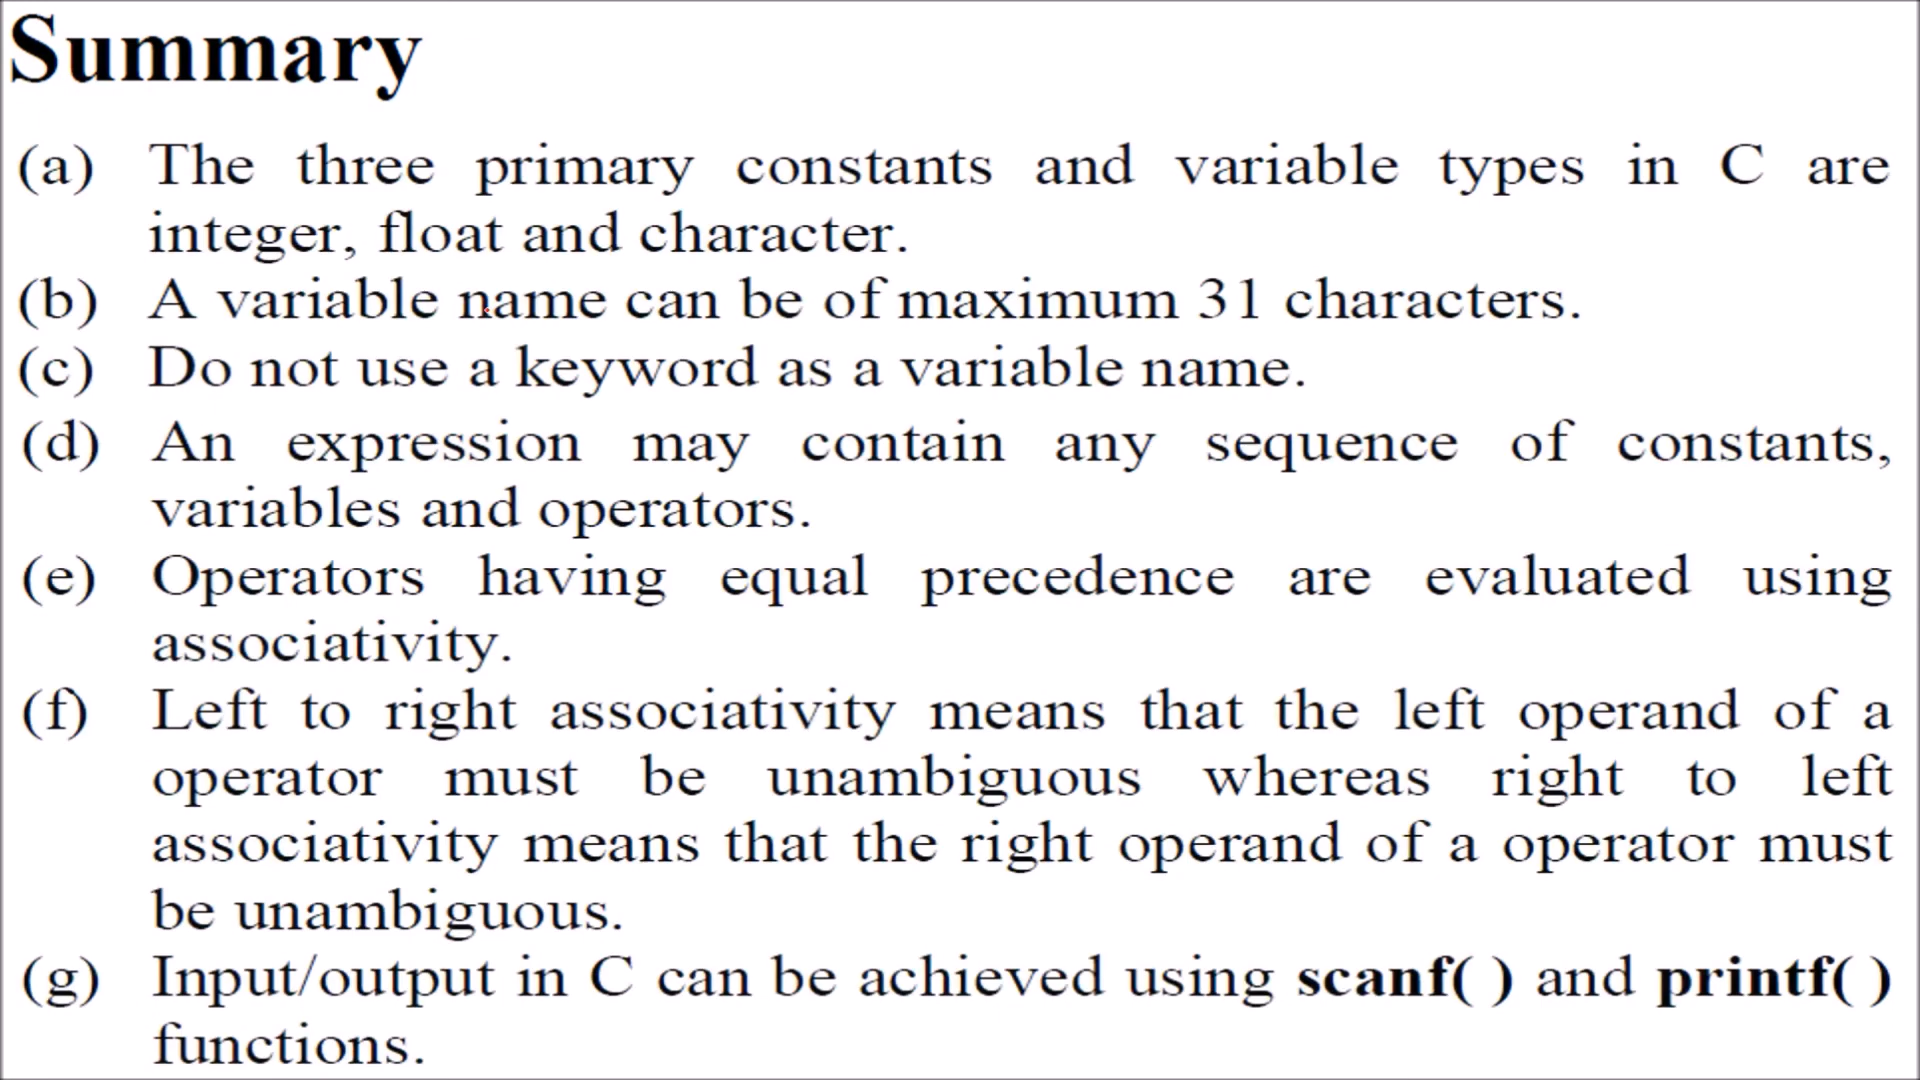 Summary
(a) The three primary constants and variable types in C are
integer, float and character.
(b) A variable name can be of maximum 31 characters.
(c) Do not use a keyword as a variable name.
(d) An expression may contain any sequence of constants,
variables and operators.
(e) Operators having equal precedence are evaluated using
associativity.
(f) Left to right associativity means that the left operand of a
operator must be unambiguous whereas right to left
associativity means that the right operand of a operator must
be unambiguous.
(g) Input/output in C can be achieved using scanf( ) and printf( )
functions.